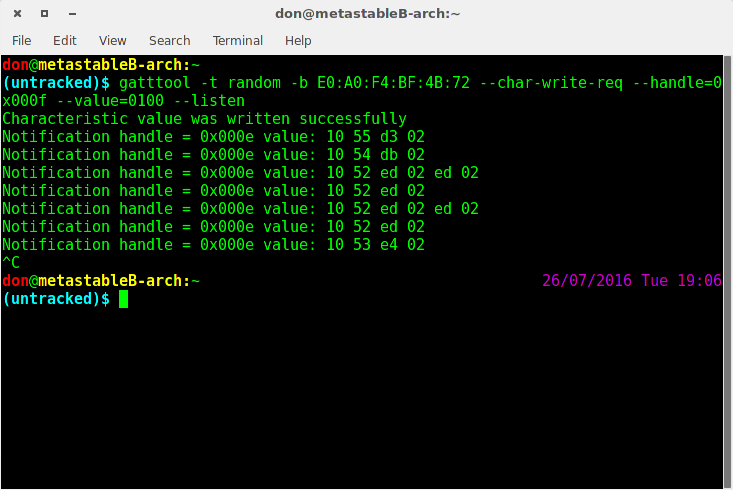 don@metastableB-arch:~
File Edit View Search Terminal Help
don@metastableB-arch:~
(untracked)$ gatttool -t random -b E0:A0:F4:BF:4B:72 --char-write-req --handle=0
x000f --value=0100 --listen
Characteristic value was written successfully
Notification handle = 0x000e value: 10 55 d3 02
Notification handle = 0x000e value: 10 54 db 02
Notification handle = 0x000e value: 10 52 ed 02 ed 02
Notification handle = 0x000e value: 10 52 ed 02
Notification handle = 0x000e value: 10 52 ed 02 ed 02
Notification handle = 0x000e value: 10 52 ed 02
Notification handle = 0x000e value: 10 53 e4 02
^C
don@metastableB-arch:~ 26/07/2016 Tue 19:06
(untracked)$